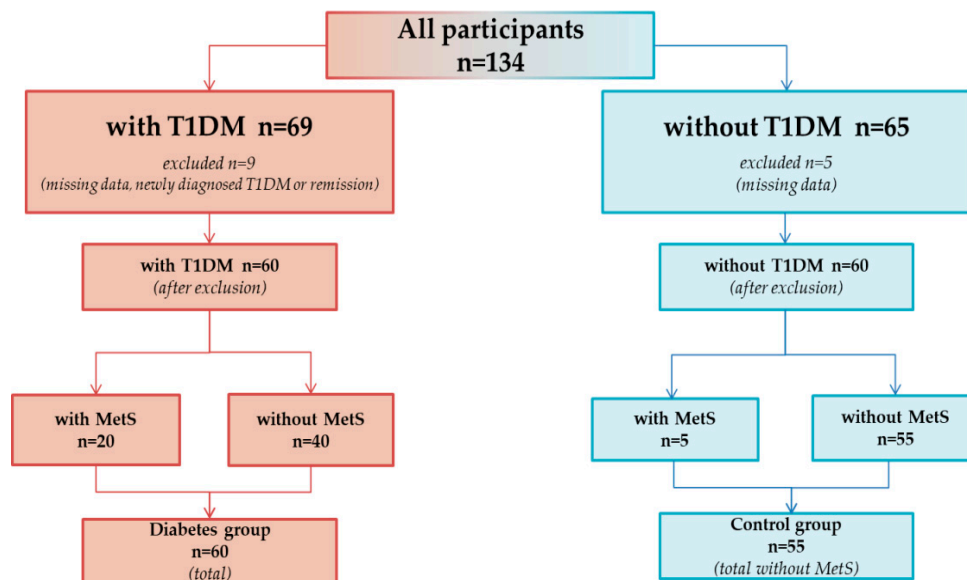 All participants
n=134
with T1DM n=69
excluded n=9
(missing data, newly diagnosed T1DM or remission)
without T1DM n=65
excluded n=5
(missing data)
with T1DM n=60
(after exclusion)
without T1DM n=60
(after exclusion)
with MetS
n=20
without MetS
n=40
with MetS
n=5
without MetS
n=55
Diabetes group
n=60
(total)
Control group
n=55
(total without MetS)